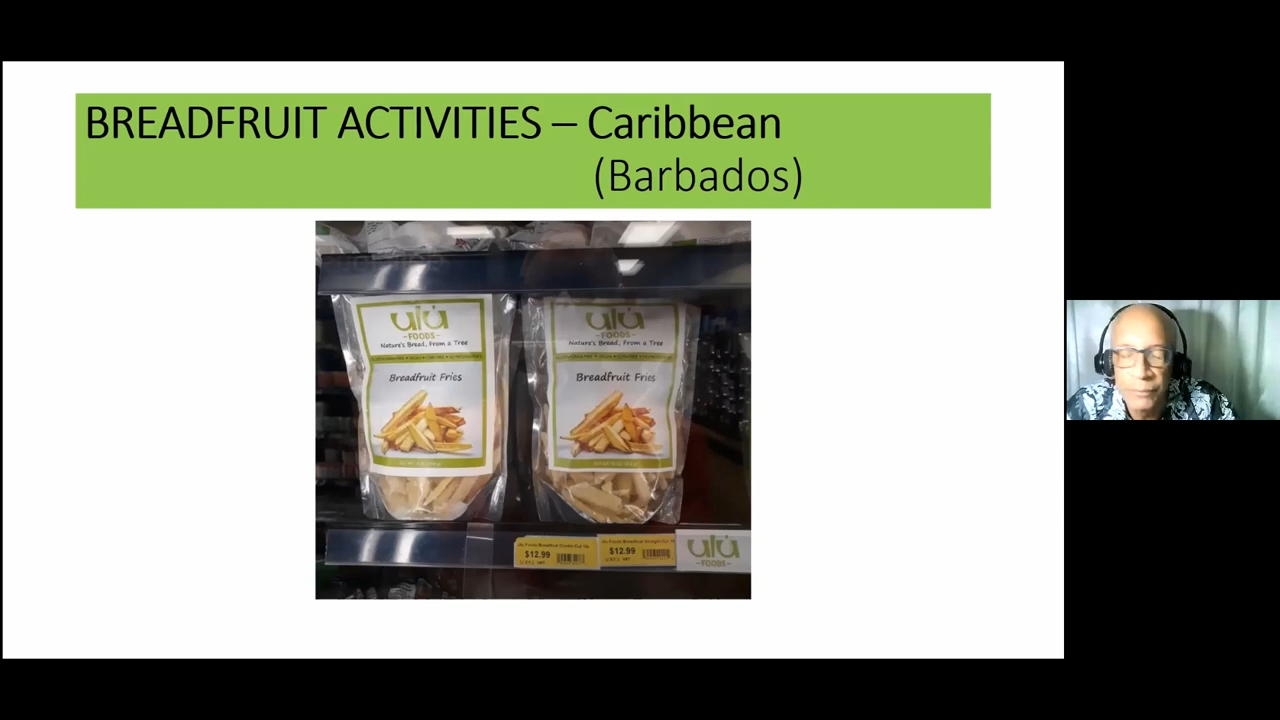 BREADFRUIT ACTIVITIES – Caribbean
(Barbados)
ulu
-FOODS-
Nature's Bread, From a Tree
Breadfruit Fries
ulu
-FOODS-
Nature's Bread, From a Tree
Breadfruit Fries
$12.99
$12.99
ulu
-FOODS-